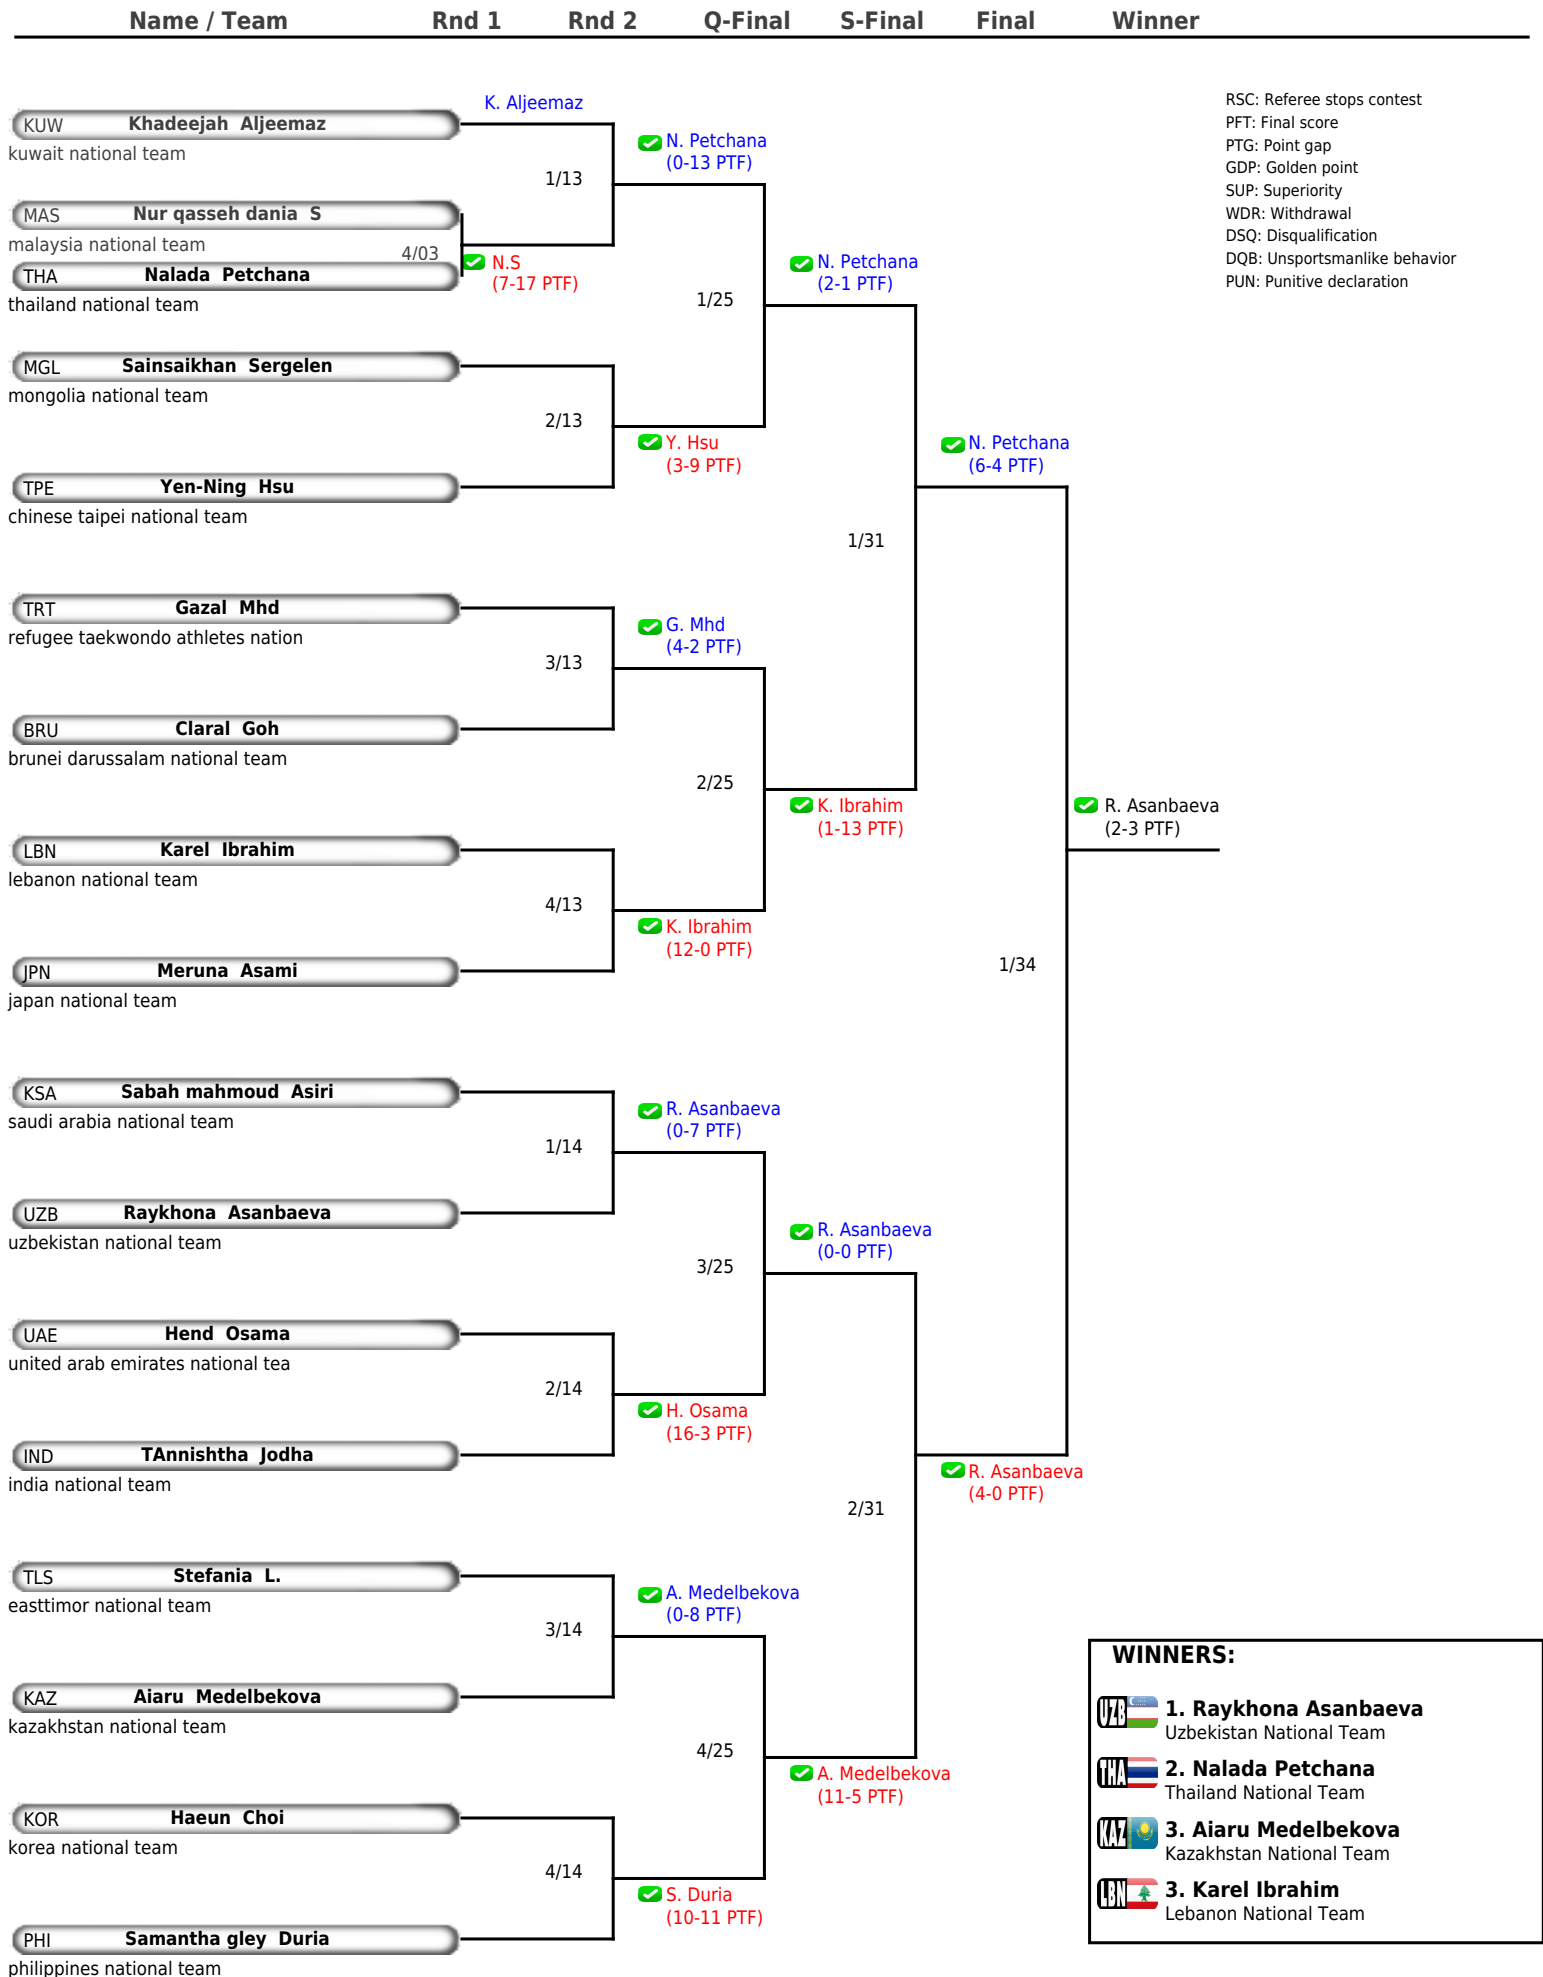 Name / Team Rnd 1 Rnd 2 Q-Final S-Final Final Winner
RSC: Referee stops contest
PFT: Final score
PTG: Point gap
GDP: Golden point
SUP: Superiority
WDR: Withdrawal
DSQ: Disqualification
DQB: Unsportsmanlike behavior
PUN: Punitive declaration
K. Aljeemaz
KUW Khadeejah Aljeemaz
kuwait national team
N. Petchana
(0-13 PTF)
1/13
MAS Nur qasseh dania S
malaysia national team
4/03
N.S
(7-17 PTF)
THA Nalada Petchana
thailand national team
N. Petchana
(2-1 PTF)
1/25
MGL Sainsaikhan Sergelen
mongolia national team
2/13
Y. Hsu
(3-9 PTF)
N. Petchana
(6-4 PTF)
TPE Yen-Ning Hsu
chinese taipei national team
1/31
TRT Gazal Mhd
refugee taekwondo athletes nation
G. Mhd
(4-2 PTF)
3/13
BRU Claral Goh
brunei darussalam national team
2/25
K. Ibrahim
(1-13 PTF)
R. Asanbaeva
(2-3 PTF)
LBN Karel Ibrahim
lebanon national team
4/13
K. Ibrahim
(12-0 PTF)
JPN Meruna Asami
japan national team
1/34
KSA Sabah mahmoud Asiri
saudi arabia national team
R. Asanbaeva
(0-7 PTF)
1/14
UZB Raykhona Asanbaeva
uzbekistan national team
R. Asanbaeva
(0-0 PTF)
3/25
UAE Hend Osama
united arab emirates national tea
2/14
H. Osama
(16-3 PTF)
IND TAnnishtha Jodha
india national team
R. Asanbaeva
(4-0 PTF)
2/31
TLS Stefania L.
easttimor national team
A. Medelbekova
(0-8 PTF)
3/14
KAZ Aiaru Medelbekova
kazakhstan national team
4/25
A. Medelbekova
(11-5 PTF)
KOR Haeun Choi
korea national team
4/14
S. Duria
(10-11 PTF)
PHI Samantha gley Duria
philippines national team
WINNERS:
UZB 1. Raykhona Asanbaeva
Uzbekistan National Team
THA 2. Nalada Petchana
Thailand National Team
KAZ 3. Aiaru Medelbekova
Kazakhstan National Team
LBN 3. Karel Ibrahim
Lebanon National Team